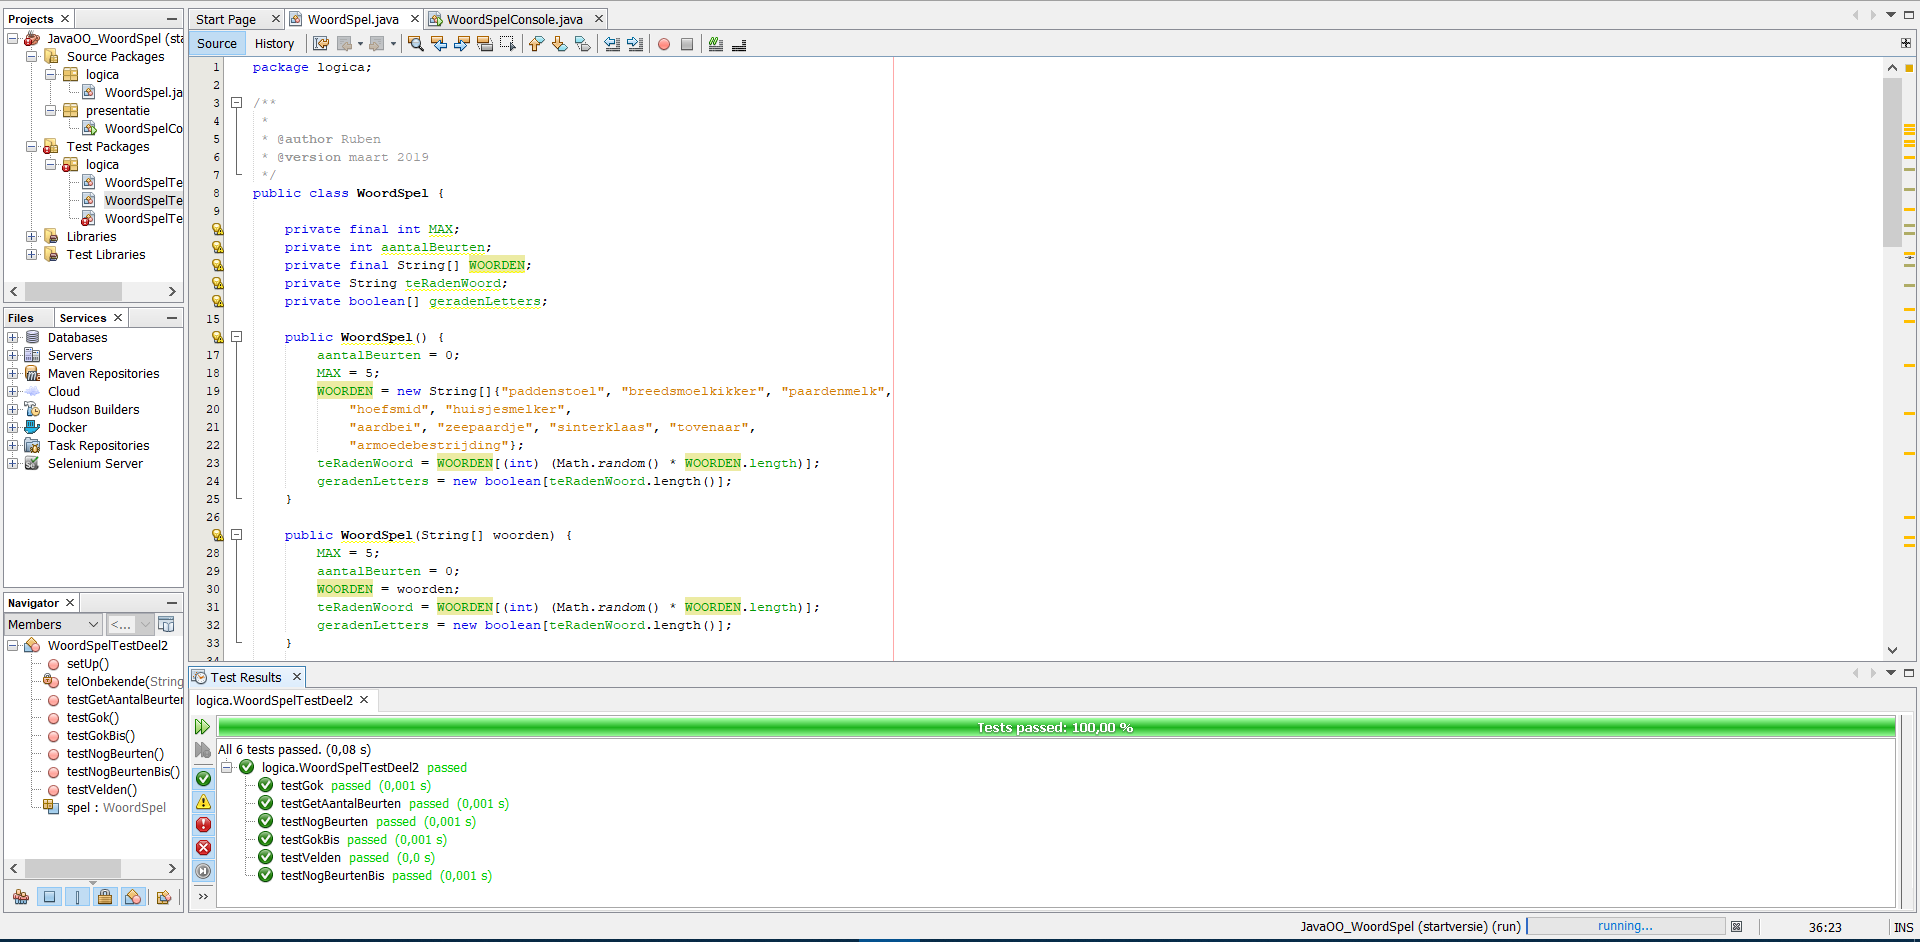 Projects
JavaOO_WoordSpel (sta
Source Packages
logica
WoordSpel.ja
presentatie
WoordSpelCo
Test Packages
logica
WoordSpelTe
WoordSpelTe
WoordSpelTe
Libraries
Test Libraries
Files Services
Databases
Servers
Maven Repositories
Cloud
Hudson Builders
Docker
Task Repositories
Selenium Server
Navigator
Members <...
WoordSpelTestDeel2
setUp()
telOnbekende(String
testGetAantalBeurten
testGok()
testGokBis()
testNogBeurten()
testNogBeurtenBis()
testVelden()
spel : WoordSpel
Start Page WoordSpel.java WoordSpelConsole.java
Source History
1 package logica;
2
3 /**
4 *
5 * @author Ruben
6 * @version maart 2019
7 */
8 public class WoordSpel {
9
private final int MAX;
private int aantalBeurten;
private final String[] WOORDEN;
private String teRadenWoord;
private boolean[] geradenLetters;
15
public WoordSpel() {
17 aantalBeurten = 0;
18 MAX = 5;
19 WOORDEN = new String[]{"paddenstoel", "breedsmoelkikker", "paardenmelk",
20 "hoefsmid", "huisjesmelker",
21 "aardbei", "zeepaardje", "sinterklaas", "tovenaar",
22 "armoedebestrijding"};
23 teRadenWoord = WOORDEN[(int) (Math.random() * WOORDEN.length)];
24 geradenLetters = new boolean[teRadenWoord.length()];
25 }
26
public WoordSpel(String[] woorden) {
28 MAX = 5;
29 aantalBeurten = 0;
30 WOORDEN = woorden;
31 teRadenWoord = WOORDEN[(int) (Math.random() * WOORDEN.length)];
32 geradenLetters = new boolean[teRadenWoord.length()];
33 }
34
Test Results
logica.WoordSpelTestDeel2
Tests passed: 100,00 %
All 6 tests passed. (0,08 s)
logica.WoordSpelTestDeel2 passed
testGok passed (0,001 s)
testGetAantalBeurten passed (0,001 s)
testNogBeurten passed (0,001 s)
testGokBis passed (0,001 s)
testVelden passed (0,0 s)
testNogBeurtenBis passed (0,001 s)
JavaOO_WoordSpel (startversie) (run) running... 36:23 INS